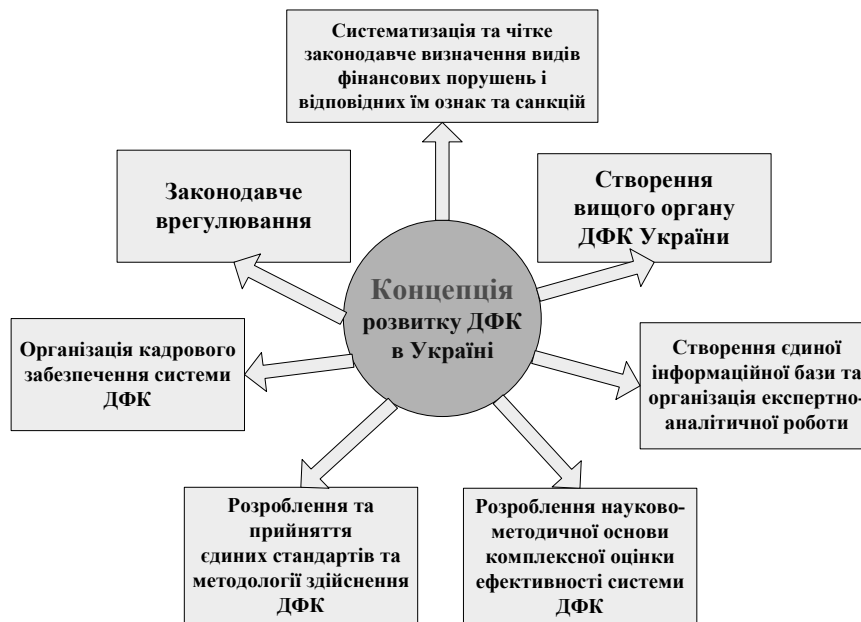 Систематизація та чітке
законодавче визначення видів
фінансових порушень і
відповідних їм ознак та санкцій
Законодавче
врегулювання
Створення
вищого органу
ДФК України
Концепція
розвитку ДФК
в Україні
Організація кадрового
забезпечення системи
ДФК
Створення єдиної
інформаційної бази та
організація експертно-
аналітичної роботи
Розроблення та
прийняття
єдиних стандартів та
методології здійснення
ДФК
Розроблення науково-
методичної основи
комплексної оцінки
ефективності системи
ДФК